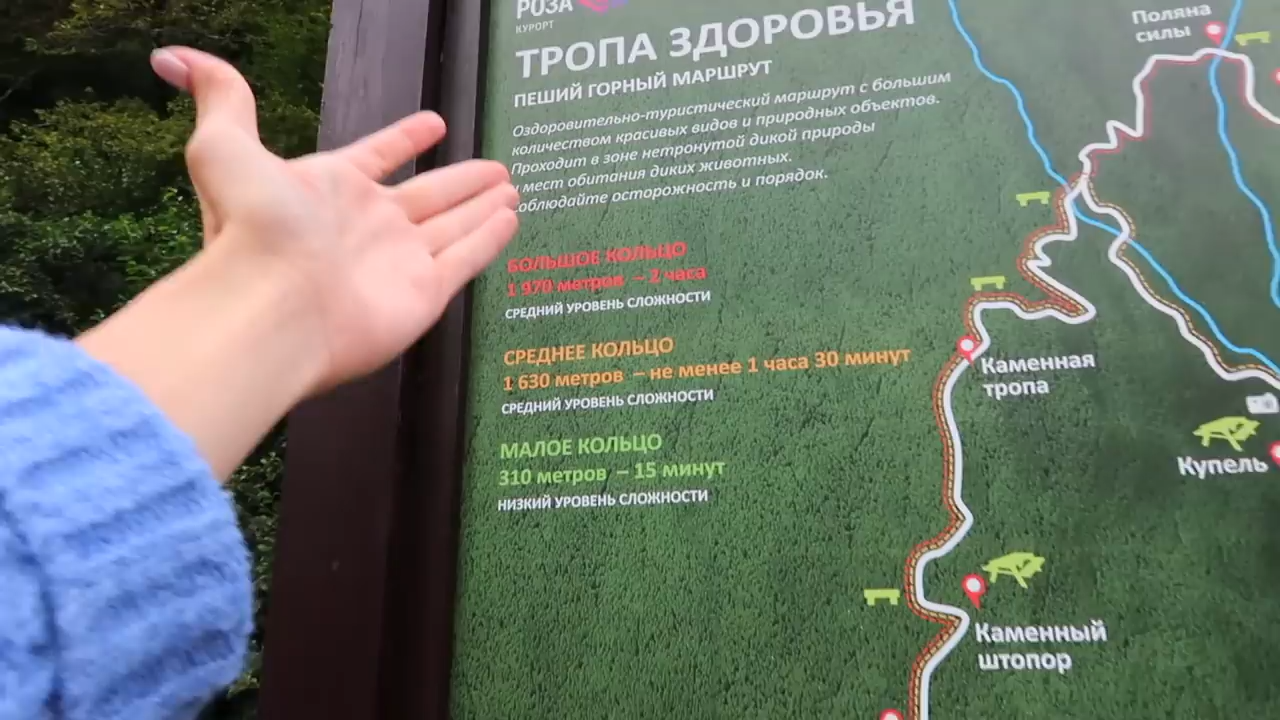 РОЗА
КУРОРТ
ТРОПА ЗДОРОВЬЯ
ПЕШИЙ ГОРНЫЙ МАРШРУТ
Оздоровительно-туристический маршрут с большим
количеством красивых видов и природных объектов.
Проходит в зоне нетронутой дикой природы
и мест обитания диких животных.
облюдайте осторожность и порядок.
БОЛЬШОЕ КОЛЬЦО
1 970 метров – 2 часа
СРЕДНИЙ УРОВЕНЬ СЛОЖНОСТИ
СРЕДНЕЕ КОЛЬЦО
1 630 метров – не менее 1 часа 30 минут
СРЕДНИЙ УРОВЕНЬ СЛОЖНОСТИ
МАЛОЕ КОЛЬЦО
310 метров – 15 минут
НИЗКИЙ УРОВЕНЬ СЛОЖНОСТИ
Поляна
силы
Каменная
тропа
Купель
Каменный
штопор